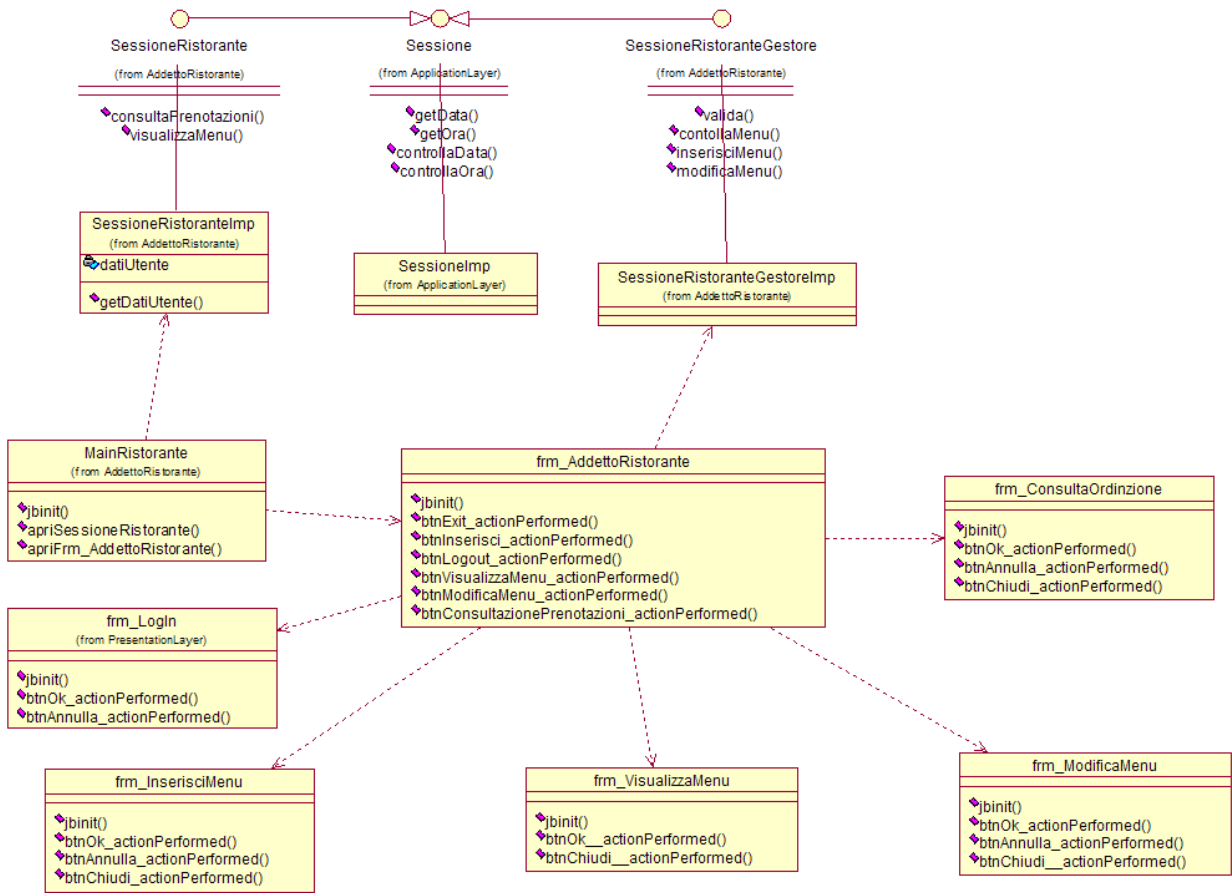 SessioneRistorante
(from AddettoRistorante)
consultaPrenotazioni()
visualizzaMenu()
Sessione
(from ApplicationLayer)
getData()
getOra()
controllaData()
controllaOra()
SessioneRistoranteGestore
(from AddettoRistorante)
valida()
contollaMenu()
inserisciMenu()
modificaMenu()
SessioneRistoranteImp
(from AddettoRistorante)
datiUtente
getDatiUtente()
SessioneImp
(from ApplicationLayer)
SessioneRistoranteGestoreImp
(from AddettoRistorante)
MainRistorante
(from AddettoRistorante)
jbinit()
apriSessioneRistorante()
apriFrm_AddettoRistorante()
frm_AddettoRistorante
jbinit()
btnExit_actionPerformed()
btnInserisci_actionPerformed()
btnLogout_actionPerformed()
btnVisualizzaMenu_actionPerformed()
btnModificaMenu_actionPerformed()
btnConsultazionePrenotazioni_actionPerformed()
frm_ConsultaOrdinzione
jbinit()
btnOk_actionPerformed()
btnAnnulla_actionPerformed()
btnChiudi_actionPerformed()
frm_LogIn
(from PresentationLayer)
jbinit()
btnOk_actionPerformed()
btnAnnulla_actionPerformed()
frm_InserisciMenu
jbinit()
btnOk_actionPerformed()
btnAnnulla_actionPerformed()
btnChiudi_actionPerformed()
frm_VisualizzaMenu
jbinit()
btnOk__actionPerformed()
btnChiudi__actionPerformed()
frm_ModificaMenu
jbinit()
btnOk_actionPerformed()
btnAnnulla_actionPerformed()
btnChiudi__actionPerformed()